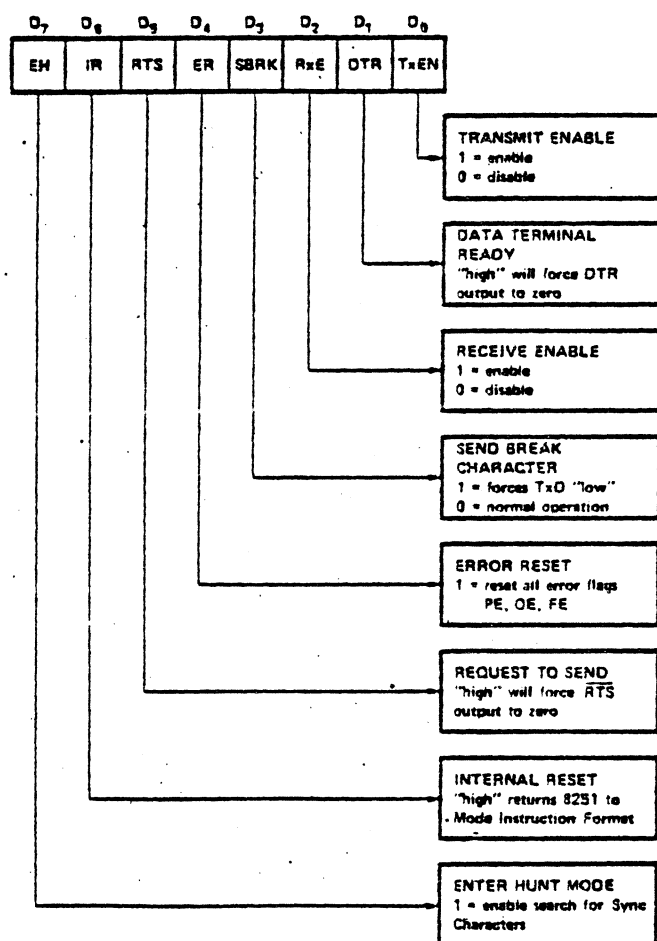 D7 D6 D5 D4 D3 D2 D1 D0
EH IR RTS ER SBRK RxE DTR TxEN
TRANSMIT ENABLE
1 = enable
0 = disable
DATA TERMINAL
READY
"high" will force DTR
output to zero
RECEIVE ENABLE
1 = enable
0 = disable
SEND BREAK
CHARACTER
1 = forces TxD "low"
0 = normal operation
ERROR RESET
1 = reset all error flags
PE, OE, FE
REQUEST TO SEND
"high" will force RTS
output to zero
INTERNAL RESET
"high" returns 8251 to
Mode Instruction Format
ENTER HUNT MODE
1 = enable search for Sync
Characters